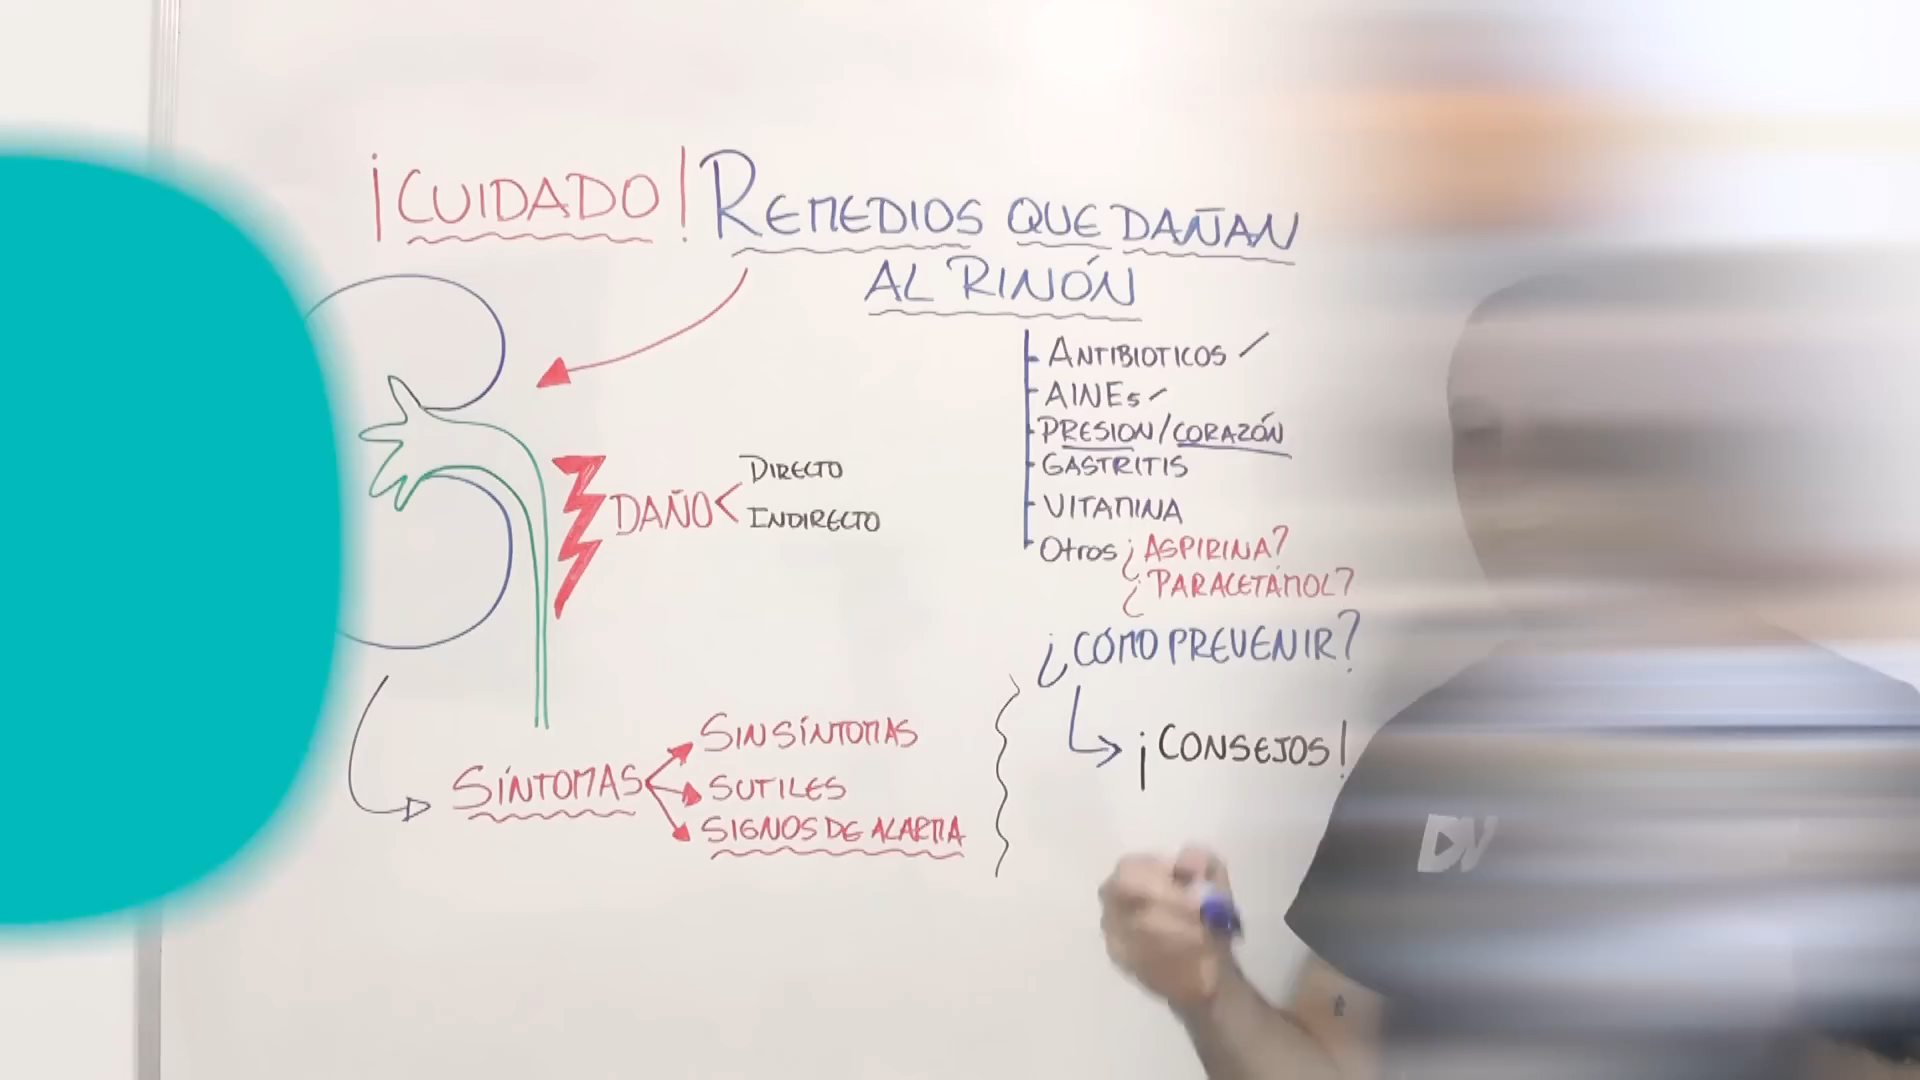 ¡CUIDADO! REMEDIOS QUE DAÑAN
AL RIÑÓN
ANTIBIOTICOS
AINEs
PRESION/CORAZÓN
GASTRITIS
VITAMINA
Otros ¿ASPIRINA?
¿PARACETAMOL?
DAÑO
DIRECTO
INDIRECTO
¿CÓMO PREVENIR?
¡CONSEJOS!
SÍNTOMAS
SIN SÍNTOMAS
SUTILES
SIGNOS DE ALARMA